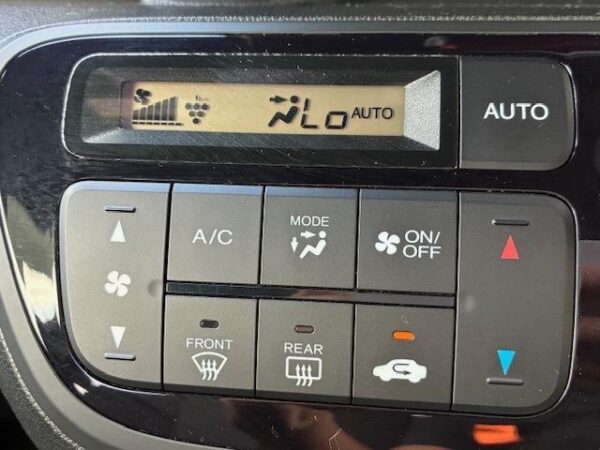 Lo AUTO
AUTO
A/C
MODE
ON/
OFF
FRONT
REAR